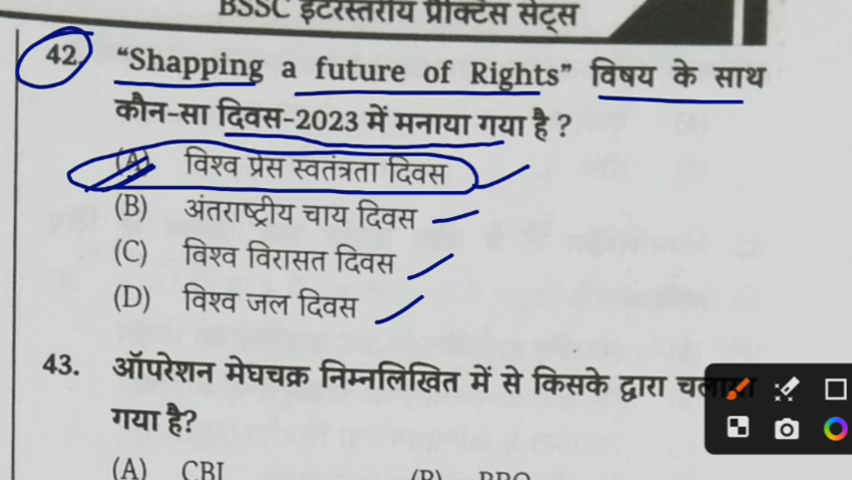 BSSC इंटरस्तरीय प्रैक्टिस सेट्स
42. “Shapping a future of Rights” विषय के साथ
कौन-सा दिवस-2023 में मनाया गया है ?
(A) विश्व प्रेस स्वतंत्रता दिवस
(B) अंतराष्ट्रीय चाय दिवस
(C) विश्व विरासत दिवस
(D) विश्व जल दिवस
43. ऑपरेशन मेघचक्र निम्नलिखित में से किसके द्वारा चलाया
गया है?
(A) CBI (B)